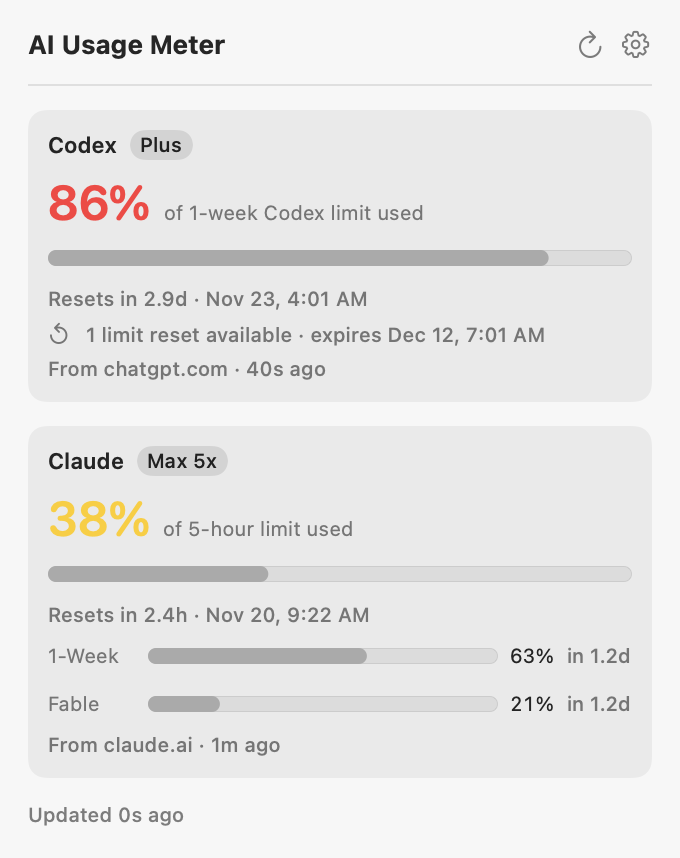 AI Usage Meter
Codex Plus
86% of 1-week Codex limit used
Resets in 2.9d · Nov 23, 4:01 AM
1 limit reset available · expires Dec 12, 7:01 AM
From chatgpt.com · 40s ago
Claude Max 5x
38% of 5-hour limit used
Resets in 2.4h · Nov 20, 9:22 AM
1-Week 63% in 1.2d
Fable 21% in 1.2d
From claude.ai · 1m ago
Updated 0s ago